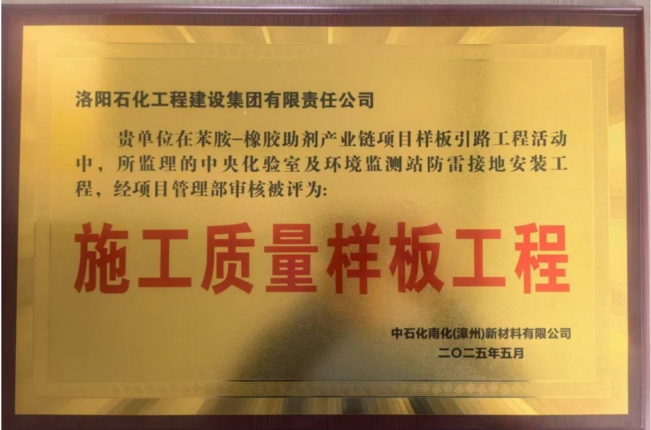 洛阳石化工程建设集团有限责任公司
贵单位在苯胺-橡胶助剂产业链项目样板引路工程活动
中，所监理的中央化验室及环境监测站防雷接地安装工
程，经项目管理部审核被评为:
施工质量样板工程
中石化南化(漳州)新材料有限公司
二〇二五年五月